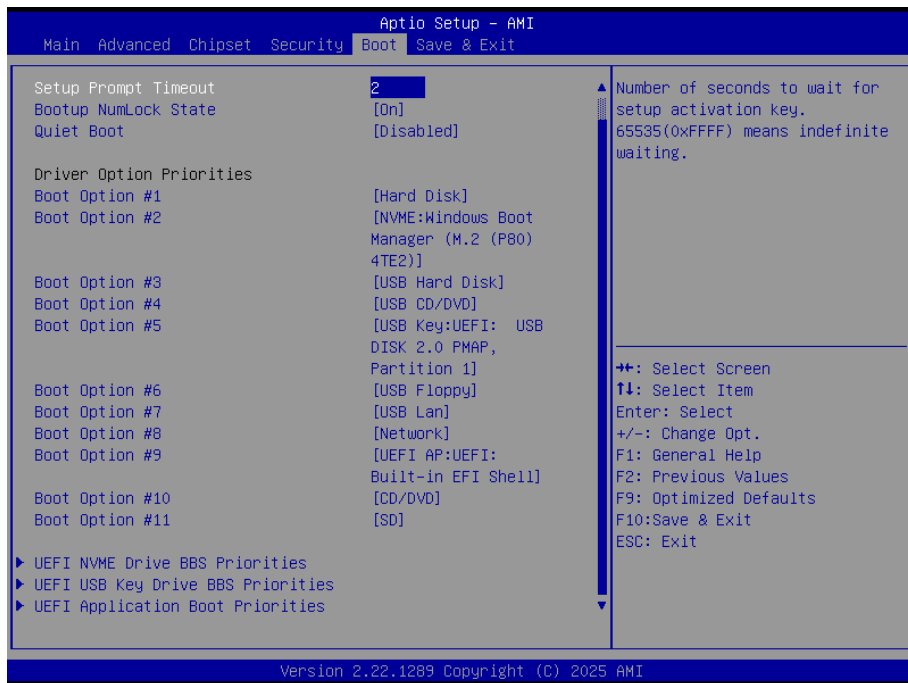 Aptio Setup – AMI
Main Advanced Chipset Security Boot Save & Exit
Setup Prompt Timeout 2
Bootup NumLock State [On]
Quiet Boot [Disabled]
Driver Option Priorities
Boot Option #1 [Hard Disk]
Boot Option #2 [NVME:Windows Boot
Manager (M.2 (P80)
4TE2)]
Boot Option #3 [USB Hard Disk]
Boot Option #4 [USB CD/DVD]
Boot Option #5 [USB Key:UEFI: USB
DISK 2.0 PMAP,
Partition 1]
Boot Option #6 [USB Floppy]
Boot Option #7 [USB Lan]
Boot Option #8 [Network]
Boot Option #9 [UEFI AP:UEFI:
Built-in EFI Shell]
Boot Option #10 [CD/DVD]
Boot Option #11 [SD]
UEFI NVME Drive BBS Priorities
UEFI USB Key Drive BBS Priorities
UEFI Application Boot Priorities
Number of seconds to wait for
setup activation key.
65535(0xFFFF) means indefinite
waiting.
→←: Select Screen
↑↓: Select Item
Enter: Select
+/-: Change Opt.
F1: General Help
F2: Previous Values
F9: Optimized Defaults
F10:Save & Exit
ESC: Exit
Version 2.22.1289 Copyright (C) 2025 AMI